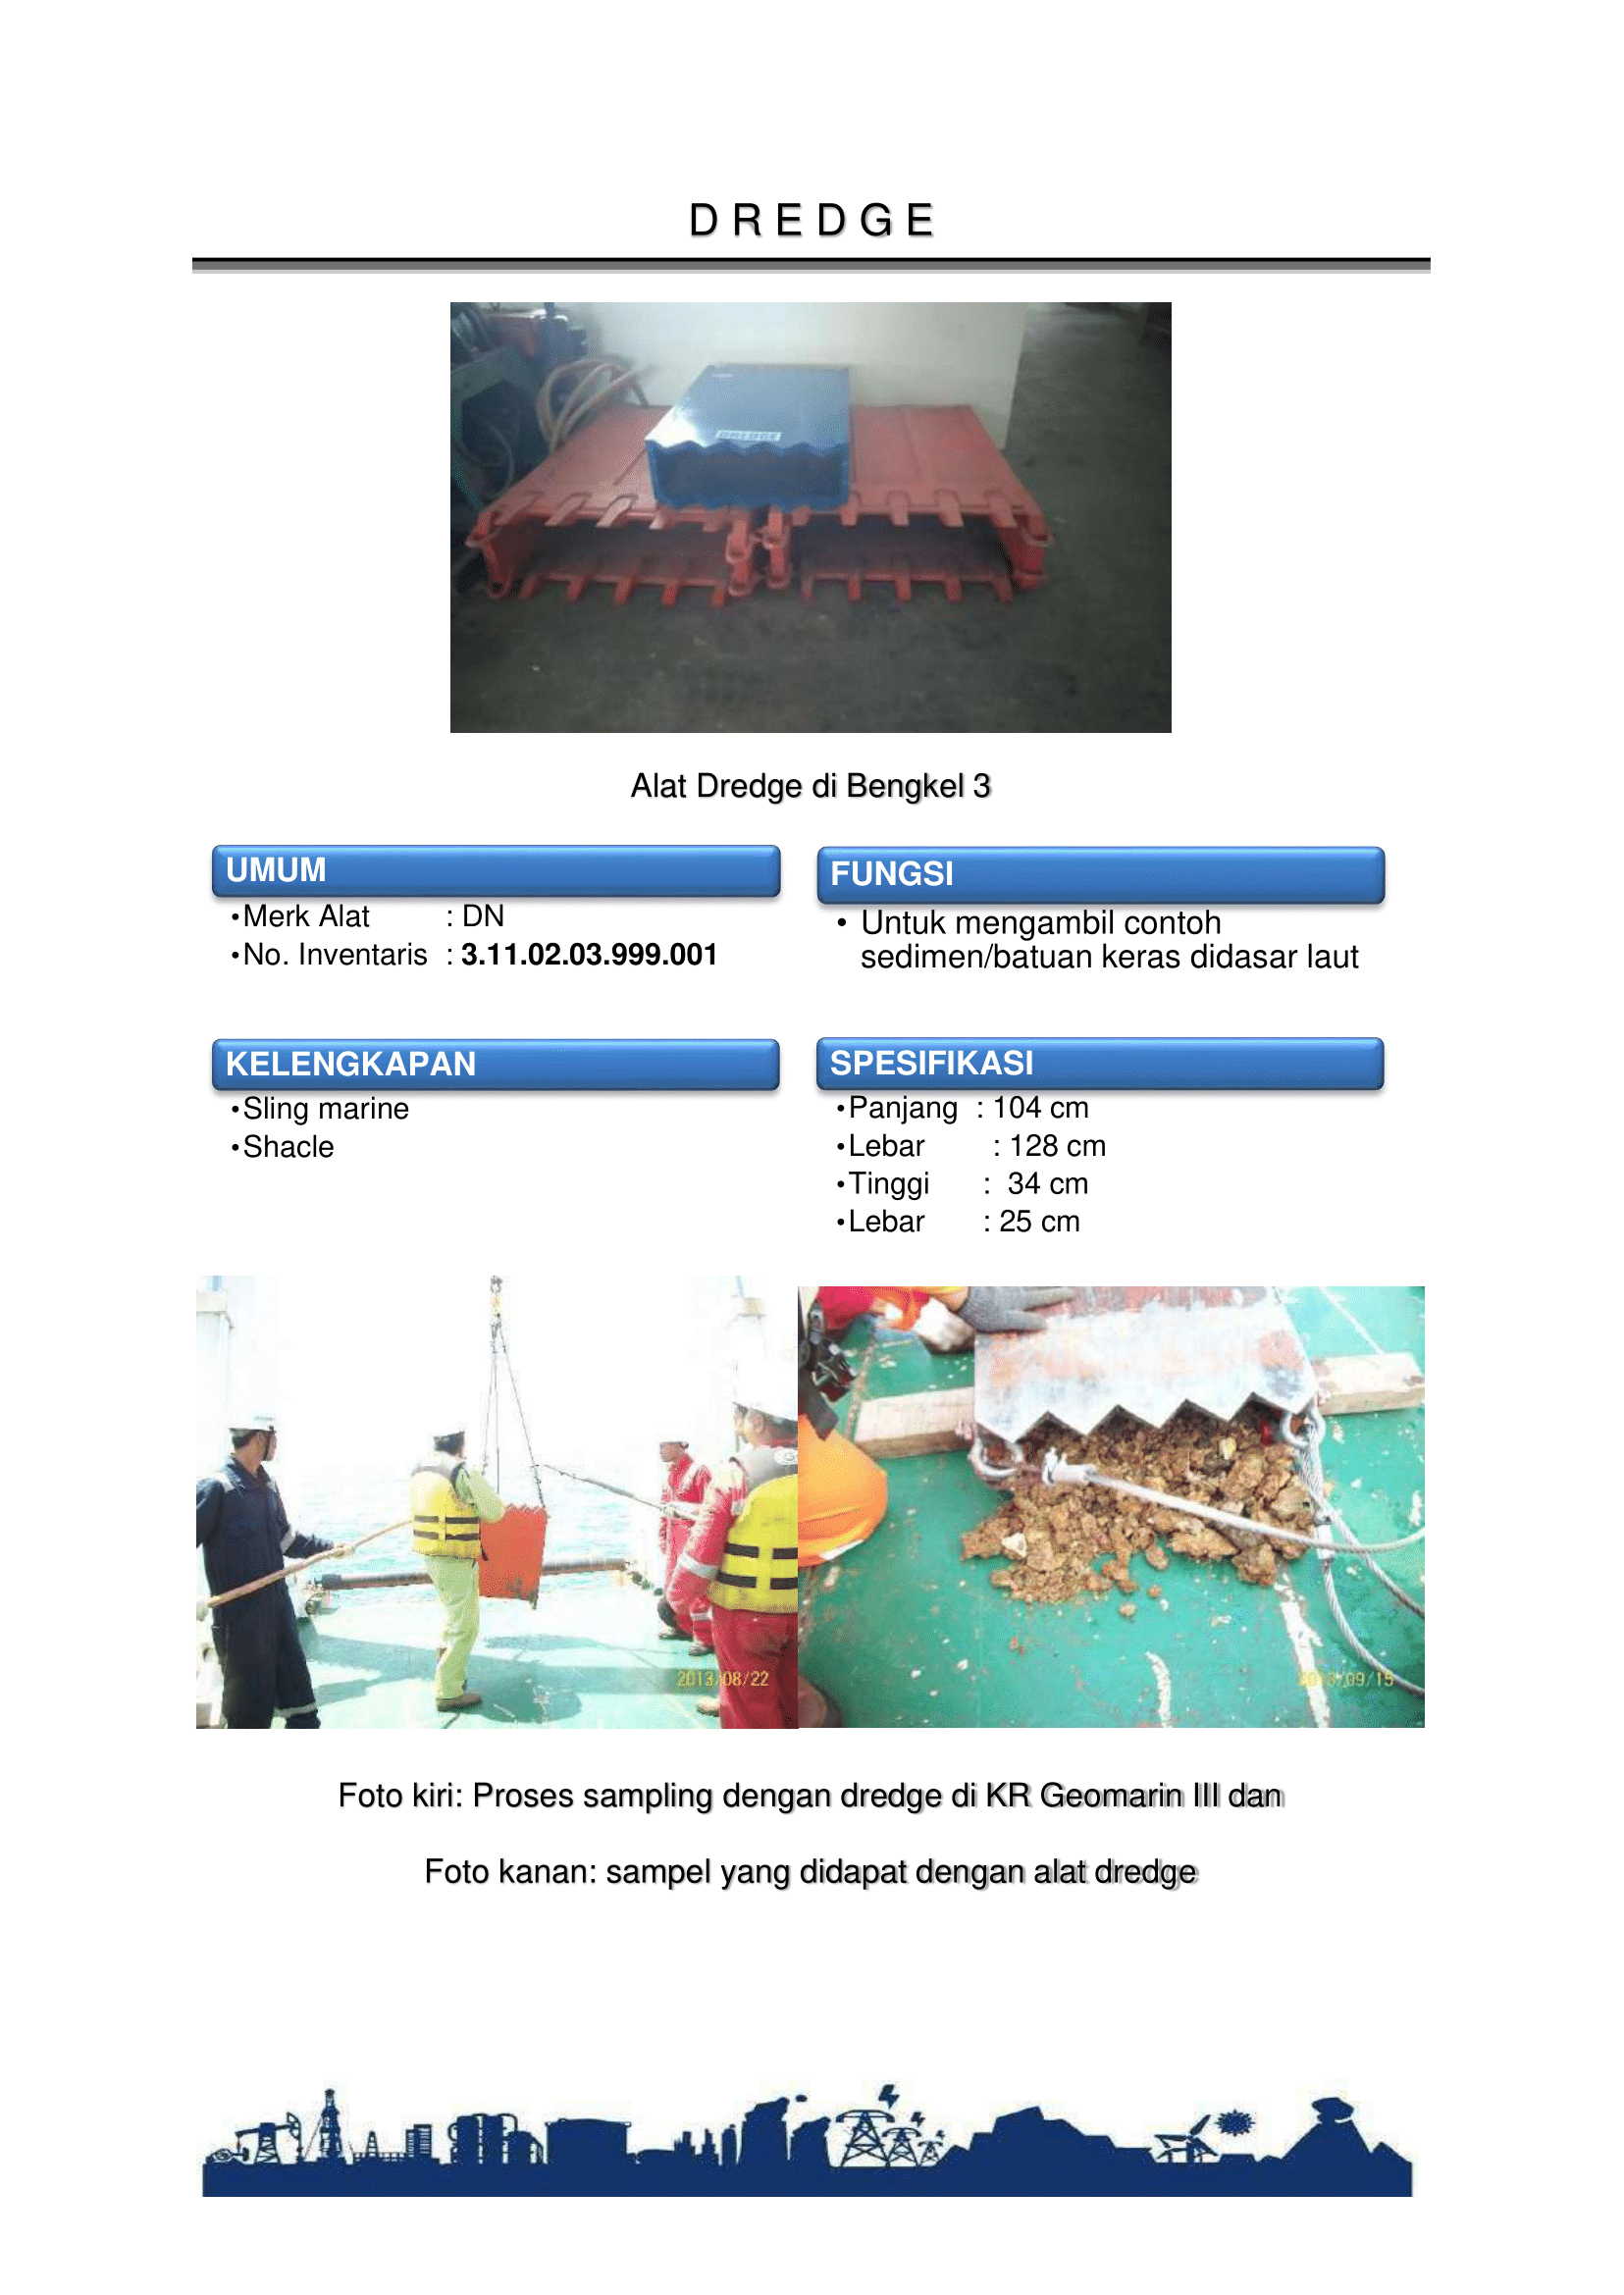 DREDGE
DREDGE
Alat Dredge di Bengkel 3
UMUM
•Merk Alat : DN
•No. Inventaris : 3.11.02.03.999.001
FUNGSI
• Untuk mengambil contoh
sedimen/batuan keras didasar laut
KELENGKAPAN
•Sling marine
•Shacle
SPESIFIKASI
•Panjang : 104 cm
•Lebar : 128 cm
•Tinggi : 34 cm
•Lebar : 25 cm
2013/08/22
/09/15
Foto kiri: Proses sampling dengan dredge di KR Geomarin III dan
Foto kanan: sampel yang didapat dengan alat dredge